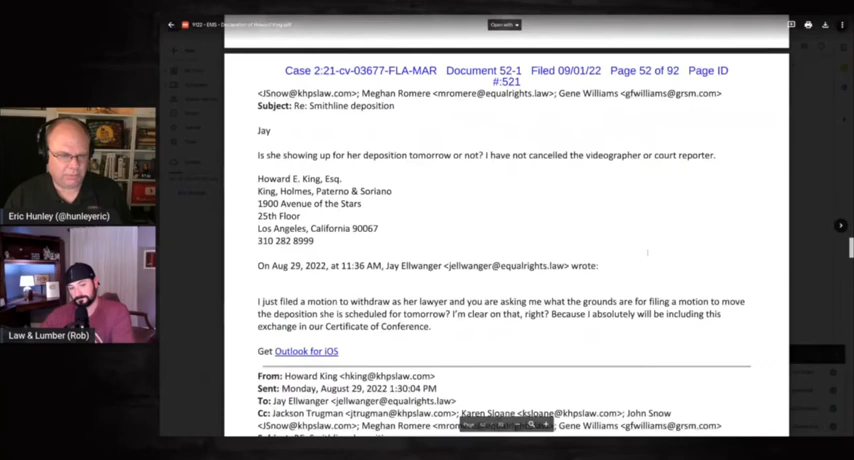 9122 - EMS - Declaration of Howard King.pdf
Open with
Case 2:21-cv-03677-FLA-MAR Document 52-1 Filed 09/01/22 Page 52 of 92 Page ID
#:521
<JSnow@khpslaw.com>; Meghan Romere <mromere@equalrights.law>; Gene Williams <gfwilliams@grsm.com>
Subject: Re: Smithline deposition
Jay
Is she showing up for her deposition tomorrow or not? I have not cancelled the videographer or court reporter.
Howard E. King, Esq.
King, Holmes, Paterno & Soriano
1900 Avenue of the Stars
25th Floor
Los Angeles, California 90067
310 282 8999
On Aug 29, 2022, at 11:36 AM, Jay Ellwanger <jellwanger@equalrights.law> wrote:
I just filed a motion to withdraw as her lawyer and you are asking me what the grounds are for filing a motion to move
the deposition she is scheduled for tomorrow? I'm clear on that, right? Because I absolutely will be including this
exchange in our Certificate of Conference.
Get Outlook for iOS
From: Howard King <hking@khpslaw.com>
Sent: Monday, August 29, 2022 1:30:04 PM
To: Jay Ellwanger <jellwanger@equalrights.law>
Cc: Jackson Trugman <jtrugman@khpslaw.com>; Karen Sloane <ksloane@khpslaw.com>; John Snow
<JSnow@khpslaw.com>; Meghan Romere Gene Williams <gfwilliams@grsm.com>
Eric Hunley (@hunleyeric)
Law & Lumber (Rob)